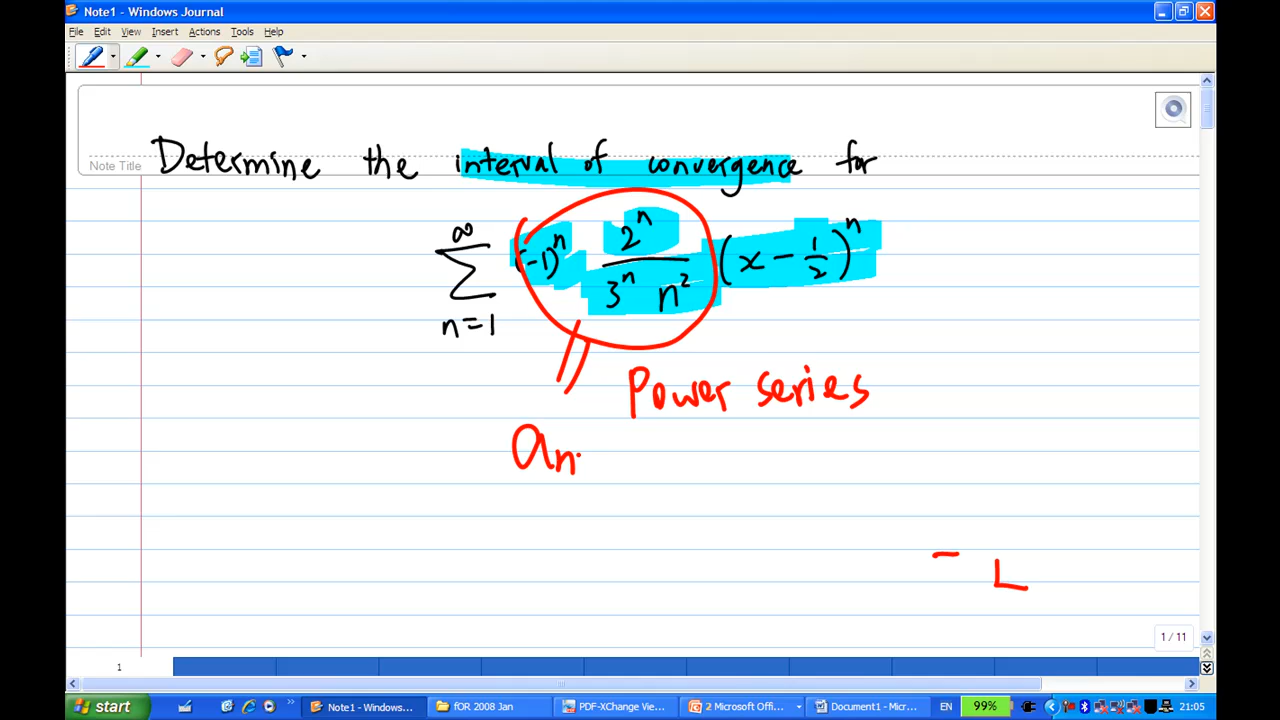 Note1 - Windows Journal
File Edit View Insert Actions Tools Help
Determine the interval of convergence for
Note Title
∞ ∑ n=1 (-1)^n 2^n / 3^n n^2 (x - 1/2)^n
Power series
an
- L
1 / 11
1
start Note1 - Windows... fOR 2008 Jan PDF-XChange Vie... 2 Microsoft Offi... Document1 - Micr... EN 99% 21:05